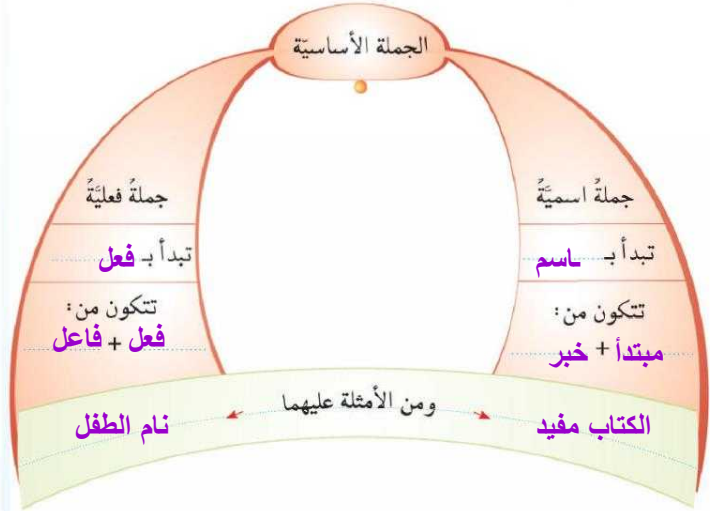 الجملة الأساسيّة
جملةٌ اسميَّةٌ
تبدأ بـ ـاسم
تتكون من:
مبتدأ + خبر
جملةٌ فعليَّةٌ
تبدأ بـ فعل
تتكون من:
فعل + فاعل
ومن الأمثلة عليهما
الكتاب مفيد
نام الطفل